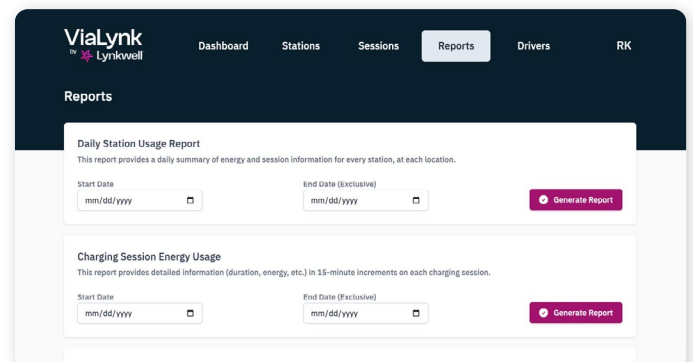 ViaLynk
by Lynkwell
Dashboard Stations Sessions Reports Drivers RK
Reports
Daily Station Usage Report
This report provides a daily summary of energy and session information for every station, at each location.
Start Date End Date (Exclusive)
mm/dd/yyyy mm/dd/yyyy Generate Report
Charging Session Energy Usage
This report provides detailed information (duration, energy, etc.) in 15-minute increments on each charging session.
Start Date End Date (Exclusive)
mm/dd/yyyy mm/dd/yyyy Generate Report